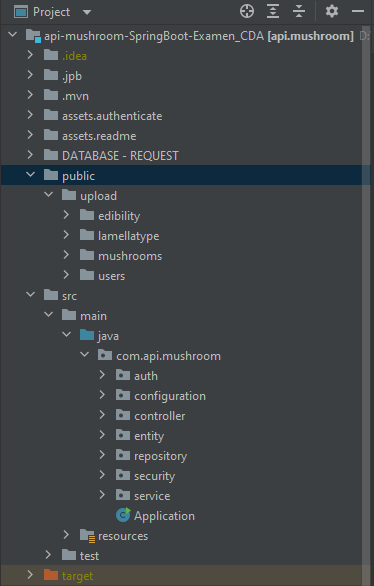 Project
api-mushroom-SpringBoot-Examen_CDA [api.mushroom]
.idea
.jpb
.mvn
assets.authenticate
assets.readme
DATABASE - REQUEST
public
upload
edibility
lamellatype
mushrooms
users
src
main
java
com.api.mushroom
auth
configuration
controller
entity
repository
security
service
Application
resources
test
target